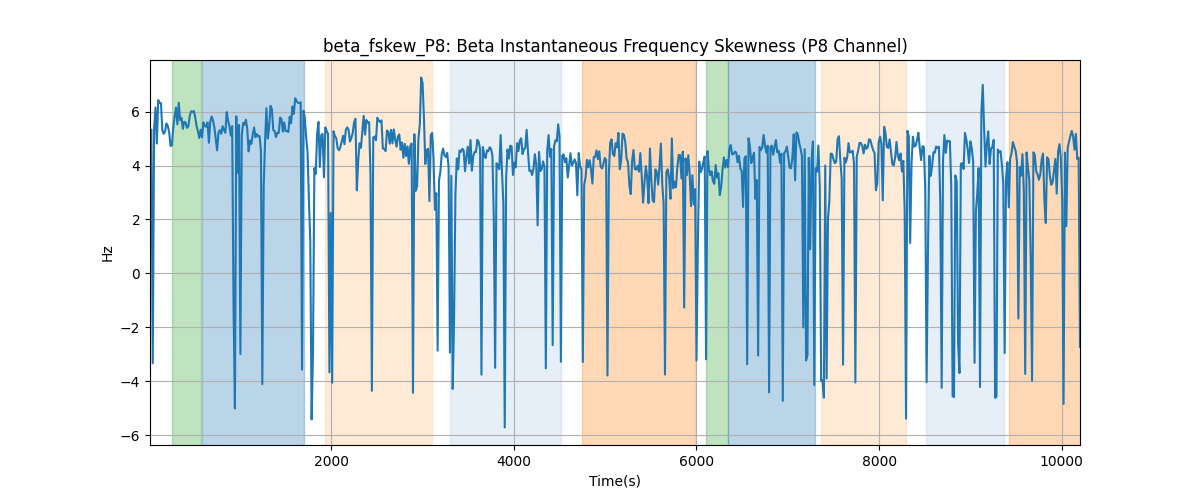 beta_fskew_P8: Beta Instantaneous Frequency Skewness (P8 Channel)
6
4
2
0
−2
−4
−6
Hz
2000 4000 6000 8000 10000
Time(s)